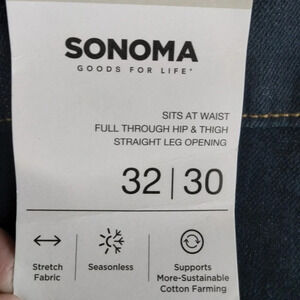 SONOMA
GOODS FOR LIFE
SITS AT WAIST
FULL THROUGH HIP & THIGH
STRAIGHT LEG OPENING
32 | 30
Stretch Fabric
Seasonless
Supports More-Sustainable Cotton Farming